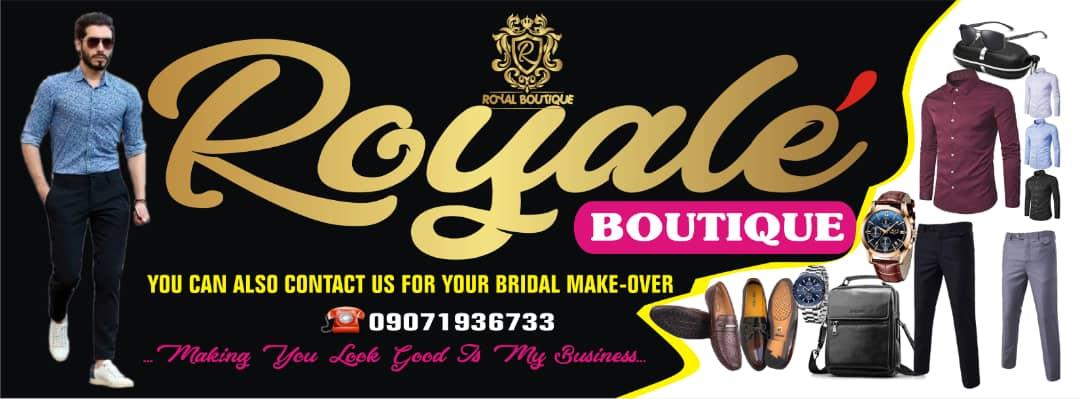 R
ROYAL BOUTIQUE
Royalé
BOUTIQUE
YOU CAN ALSO CONTACT US FOR YOUR BRIDAL MAKE-OVER
09071936733
... Making You Look Good Is My Business...